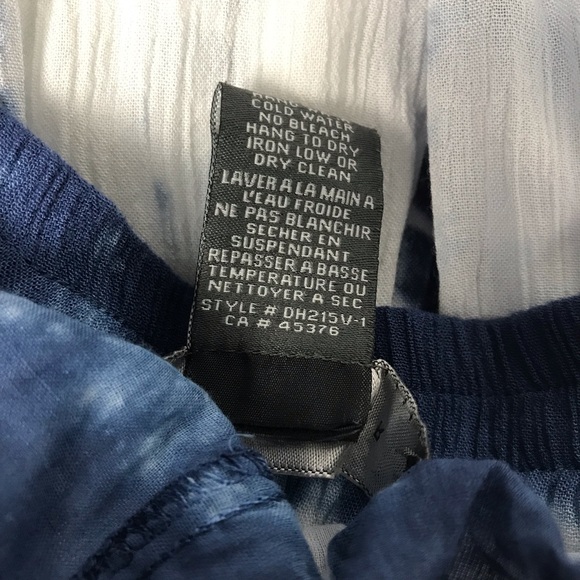 COLD WATER
NO BLEACH
HANG TO DRY
IRON LOW OR
DRY CLEAN
LAVER A LA MAIN A
L'EAU FROIDE
NE PAS BLANCHIR
SECHER EN
SUSPENDANT
REPASSER A BASSE
TEMPERATURE OU
NETTOYER A SEC
STYLE # DH215V-1
CA # 45376